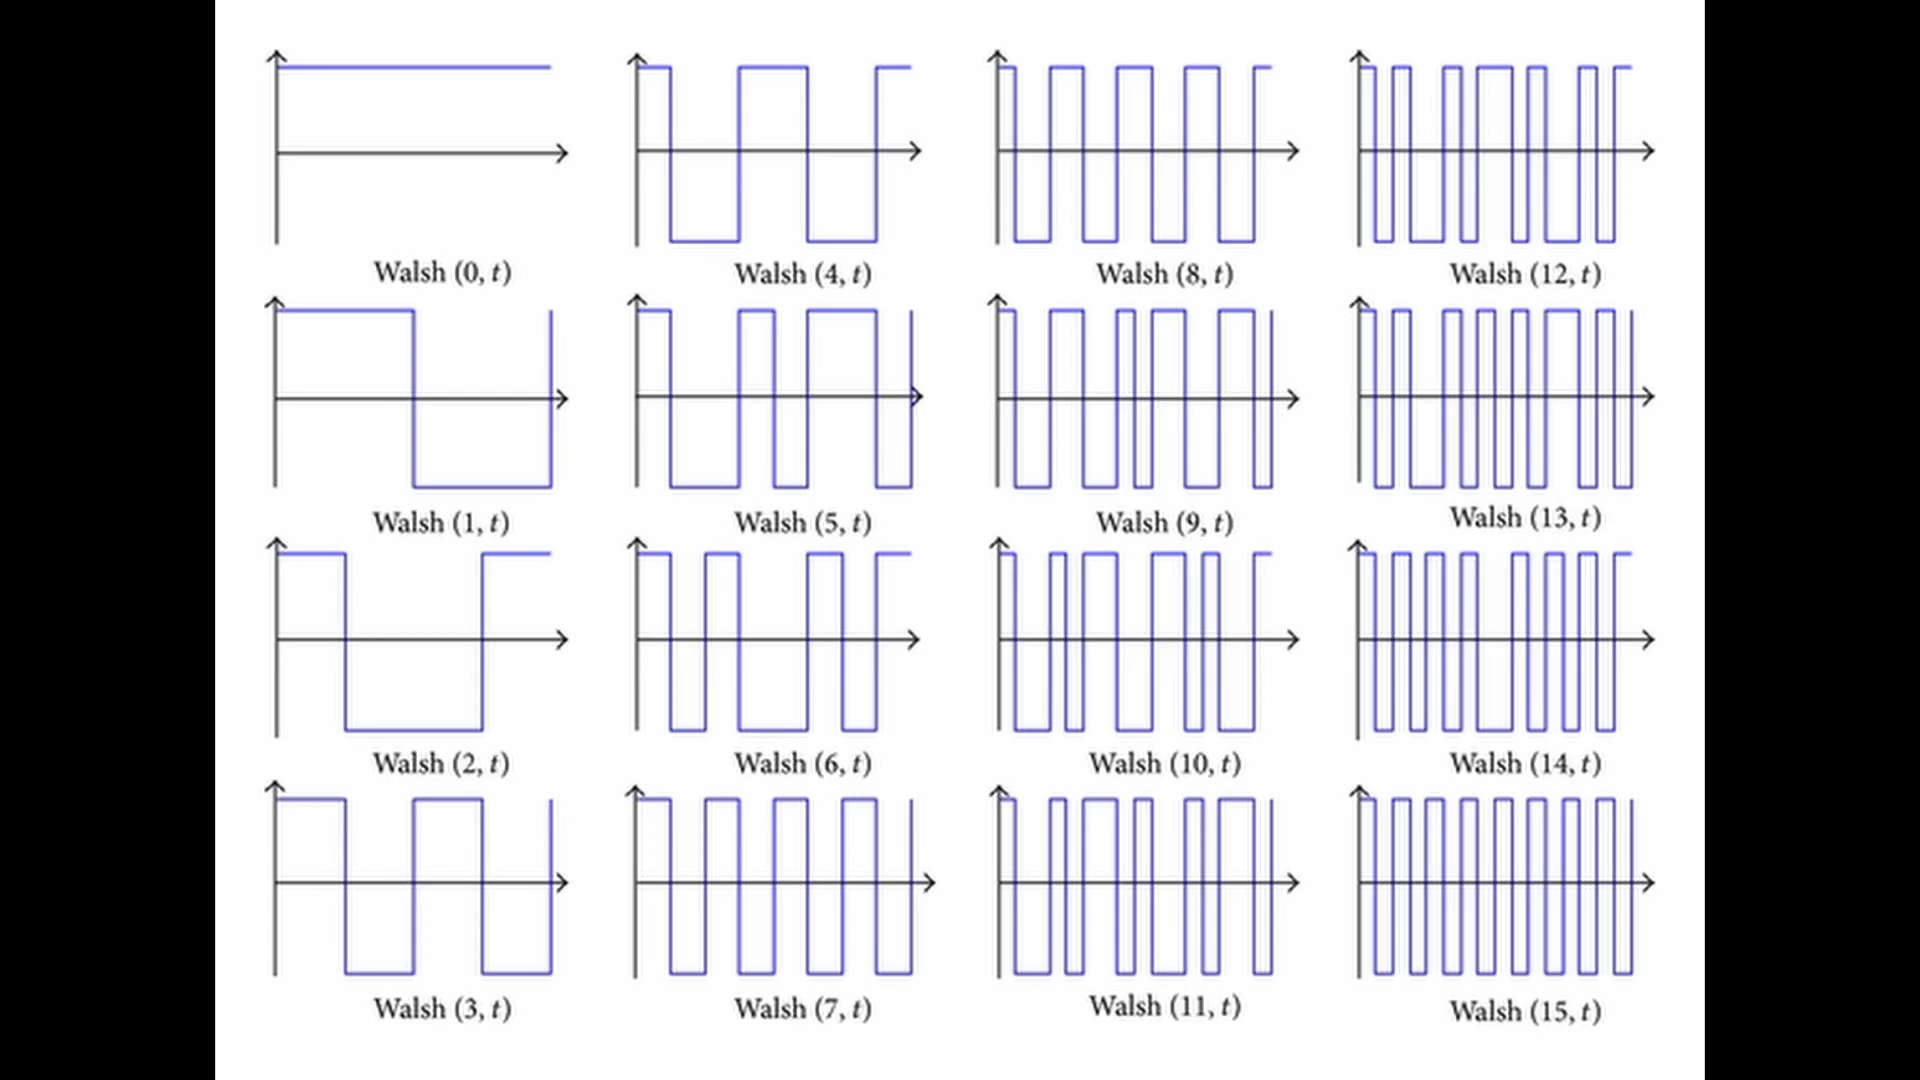 Walsh (0, t)
Walsh (4, t)
Walsh (8, t)
Walsh (12, t)
Walsh (1, t)
Walsh (5, t)
Walsh (9, t)
Walsh (13, t)
Walsh (2, t)
Walsh (6, t)
Walsh (10, t)
Walsh (14, t)
Walsh (3, t)
Walsh (7, t)
Walsh (11, t)
Walsh (15, t)